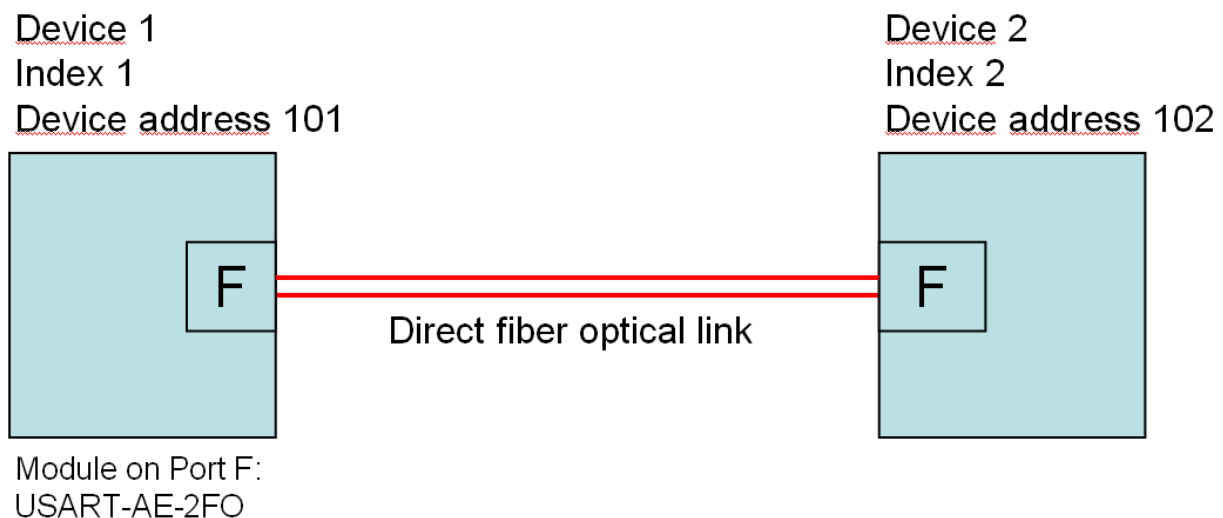 Device 1
Index 1
Device address 101
Device 2
Index 2
Device address 102
F
F
Direct fiber optical link
Module on Port F:
USART-AE-2FO